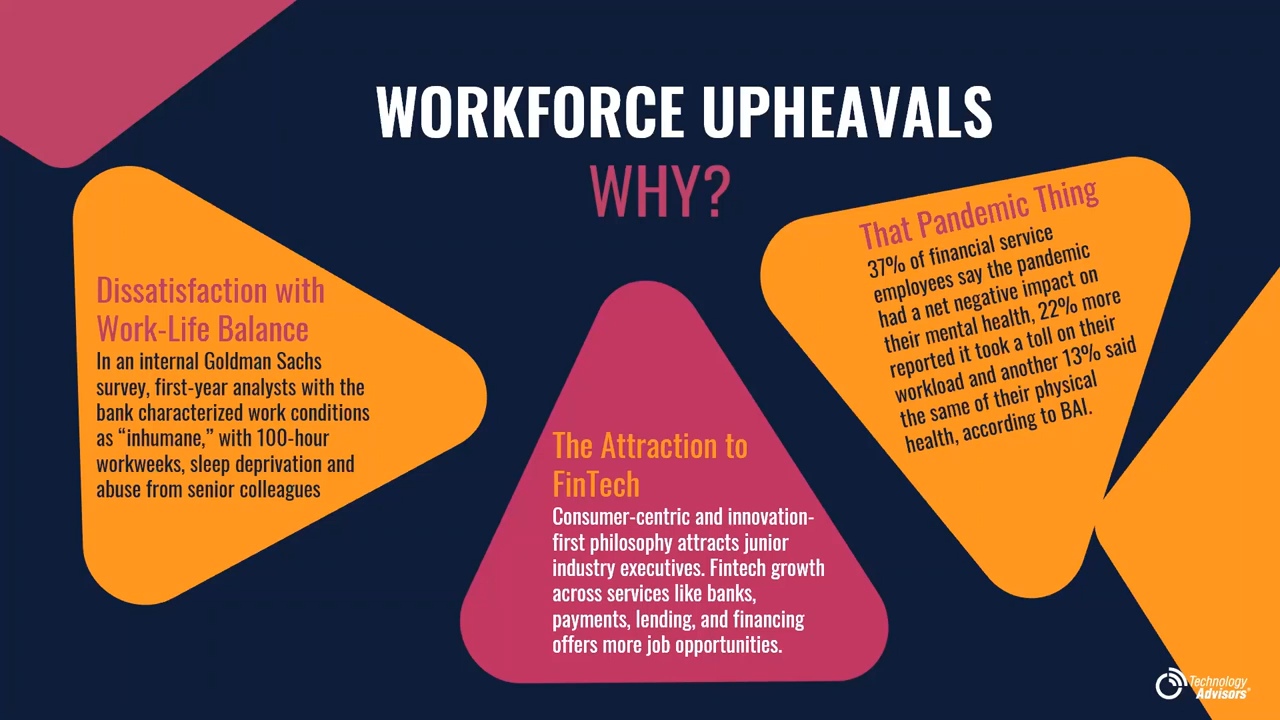 WORKFORCE UPHEAVALS
WHY?
Dissatisfaction with
Work-Life Balance
In an internal Goldman Sachs
survey, first-year analysts with the
bank characterized work conditions
as “inhumane,” with 100-hour
workweeks, sleep deprivation and
abuse from senior colleagues
The Attraction to
FinTech
Consumer-centric and innovation-
first philosophy attracts junior
industry executives. Fintech growth
across services like banks,
payments, lending, and financing
offers more job opportunities.
That Pandemic Thing
37% of financial service
employees say the pandemic
had a net negative impact on
their mental health, 22% more
reported it took a toll on their
workload and another 13% said
the same of their physical
health, according to BAI.
Technology
Advisors®